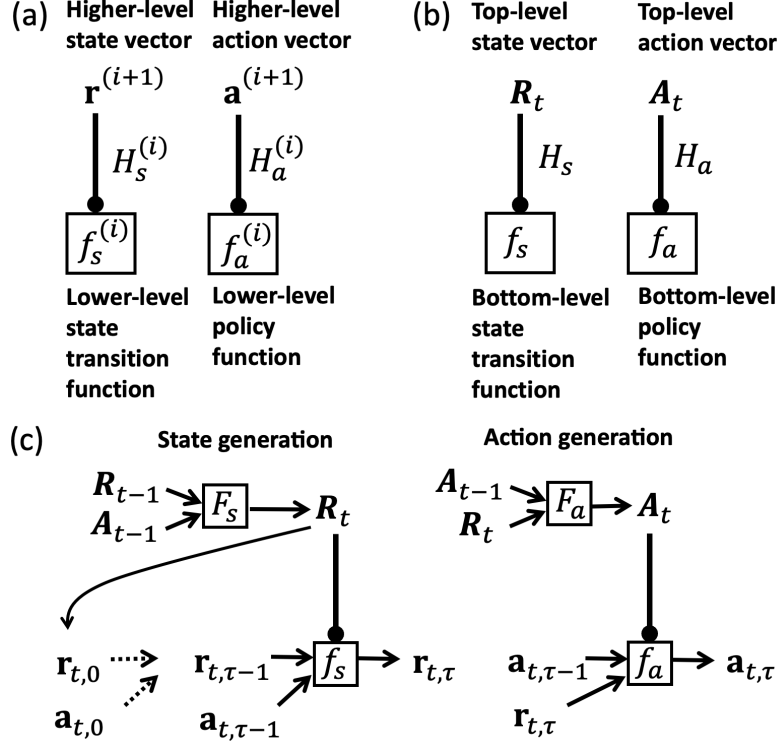 (a) Higher-level Higher-level (b) Top-level Top-level
state vector action vector state vector action vector
r^(i+1) a^(i+1) R_t A_t
H_s^(i) H_a^(i) H_s H_a
f_s^(i) f_a^(i) f_s f_a
Lower-level Lower-level Bottom-level Bottom-level
state policy state policy
transition function transition function
function function
(c) State generation Action generation
R_{t−1} F_s R_t A_{t−1} F_a A_t
A_{t−1} R_t
r_{t,0} r_{t,τ−1} f_s r_{t,τ} a_{t,τ−1} f_a a_{t,τ}
a_{t,0} a_{t,τ−1} r_{t,τ}